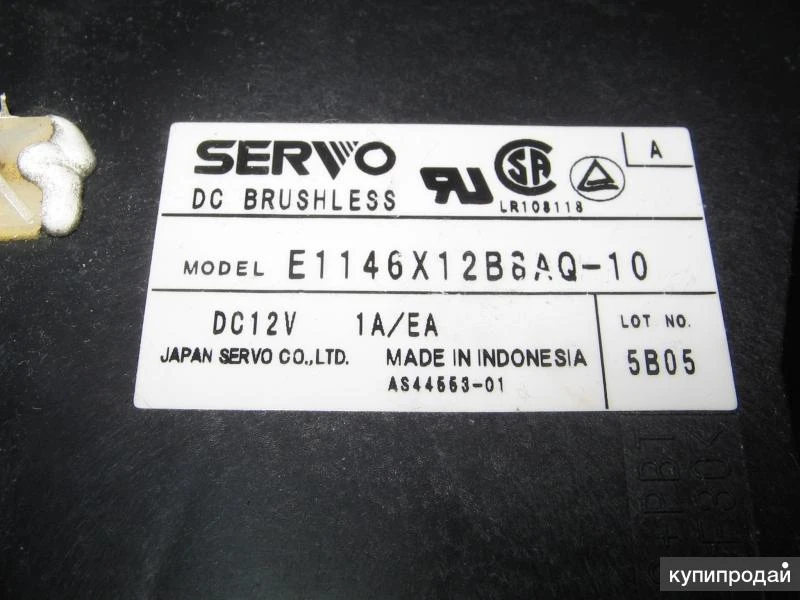 SERVO
DC BRUSHLESS
LR108118
A
MODEL E1146X12B8AQ-10
DC12V 1A/EA
LOT NO.
JAPAN SERVO CO.,LTD. MADE IN INDONESIA
5B05
AS44553-01
купипродай